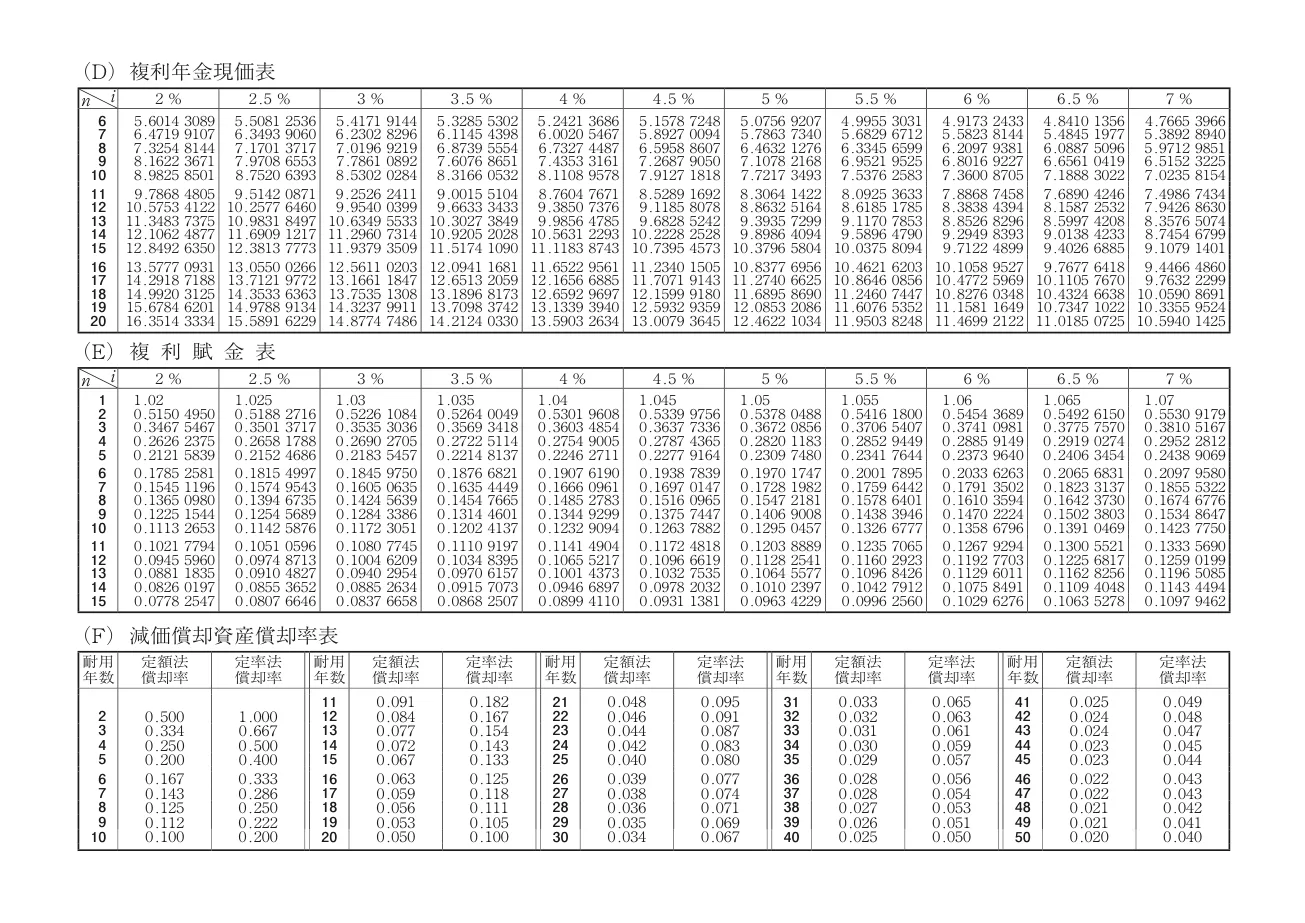 (D) 複利年金現価表
n i 2% 2.5% 3% 3.5% 4% 4.5% 5% 5.5% 6% 6.5% 7%
6 5.6014 3089 5.5081 2536 5.4171 9144 5.3285 5302 5.2421 3686 5.1578 7248 5.0756 9207 4.9955 3031 4.9173 2433 4.8410 1356 4.7665 3966
7 6.4719 9107 6.3493 9060 6.2302 8296 6.1145 4398 6.0020 5467 5.8927 0094 5.7863 7340 5.6829 6712 5.5823 8144 5.4845 1977 5.3892 8940
8 7.3254 8144 7.1701 3717 7.0196 9219 6.8739 5554 6.7327 4487 6.5958 8607 6.4632 1276 6.3345 6599 6.2097 9381 6.0887 5096 5.9712 9851
9 8.1622 3671 7.9708 6553 7.7861 0892 7.6076 8651 7.4353 3161 7.2687 9050 7.1078 2168 6.9521 9525 6.8016 9227 6.6561 0419 6.5152 3225
10 8.9825 8501 8.7520 6393 8.5302 0284 8.3166 0532 8.1108 9578 7.9127 1818 7.7217 3493 7.5376 2583 7.3600 8705 7.1888 3022 7.0235 8154
11 9.7868 4805 9.5142 0871 9.2526 2411 9.0015 5104 8.7604 7671 8.5289 1692 8.3064 1422 8.0925 3633 7.8868 7458 7.6890 4246 7.4986 7434
12 10.5753 4122 10.2577 6460 9.9540 0399 9.6633 3433 9.3850 7376 9.1185 8078 8.8632 5164 8.6185 1785 8.3838 4394 8.1587 2532 7.9426 8630
13 11.3483 7375 10.9831 8497 10.6349 5533 10.3027 3849 9.9856 4785 9.6828 5242 9.3935 7299 9.1170 7853 8.8526 8296 8.5997 4208 8.3576 5074
14 12.1062 4877 11.6909 1217 11.2960 7314 10.9205 2028 10.5631 2293 10.2228 2528 9.8986 4094 9.5896 4790 9.2949 8393 9.0138 4233 8.7454 6799
15 12.8492 6350 12.3813 7773 11.9379 3509 11.5174 1090 11.1183 8743 10.7395 4573 10.3796 5804 10.0375 8094 9.7122 4899 9.4026 6885 9.1079 1401
16 13.5777 0931 13.0550 0266 12.5611 0203 12.0941 1681 11.6522 9561 11.2340 1505 10.8377 6956 10.4621 6203 10.1058 9527 9.7677 6418 9.4466 4860
17 14.2918 7188 13.7121 9772 13.1661 1847 12.6513 2059 12.1656 6885 11.7071 9143 11.2740 6625 10.8646 0856 10.4772 5969 10.1105 7670 9.7632 2299
18 14.9920 3125 14.3533 6363 13.7535 1308 13.1896 8173 12.6592 9697 12.1599 9180 11.6895 8690 11.2460 7447 10.8276 0348 10.4324 6638 10.0590 8691
19 15.6784 6201 14.9788 9134 14.3237 9911 13.7098 3742 13.1339 3940 12.5932 9359 12.0853 2086 11.6076 5352 11.1581 1649 10.7347 1022 10.3355 9524
20 16.3514 3334 15.5891 6229 14.8774 7486 14.2124 0330 13.5903 2634 13.0079 3645 12.4622 1034 11.9503 8248 11.4699 2122 11.0185 0725 10.5940 1425
(E) 複利賦金表
n i 2% 2.5% 3% 3.5% 4% 4.5% 5% 5.5% 6% 6.5% 7%
1 1.02 1.025 1.03 1.035 1.04 1.045 1.05 1.055 1.06 1.065 1.07
2 0.5150 4950 0.5188 2716 0.5226 1084 0.5264 0049 0.5301 9608 0.5339 9756 0.5378 0488 0.5416 1800 0.5454 3689 0.5492 6150 0.5530 9179
3 0.3467 5467 0.3501 3717 0.3535 3036 0.3569 3418 0.3603 4854 0.3637 7336 0.3672 0856 0.3706 5407 0.3741 0981 0.3775 7570 0.3810 5167
4 0.2626 2375 0.2658 1788 0.2690 2705 0.2722 5114 0.2754 9005 0.2787 4365 0.2820 1183 0.2852 9449 0.2885 9149 0.2919 0274 0.2952 2812
5 0.2121 5839 0.2152 4686 0.2183 5457 0.2214 8137 0.2246 2711 0.2277 9164 0.2309 7480 0.2341 7644 0.2373 9640 0.2406 3454 0.2438 9069
6 0.1785 2581 0.1815 4997 0.1845 9750 0.1876 6821 0.1907 6190 0.1938 7839 0.1970 1747 0.2001 7895 0.2033 6263 0.2065 6831 0.2097 9580
7 0.1545 1196 0.1574 9543 0.1605 0635 0.1635 4449 0.1666 0961 0.1697 0147 0.1728 1982 0.1759 6442 0.1791 3502 0.1823 3137 0.1855 5322
8 0.1365 0980 0.1394 6735 0.1424 5639 0.1454 7665 0.1485 2783 0.1516 0965 0.1547 2181 0.1578 6401 0.1610 3594 0.1642 3730 0.1674 6776
9 0.1225 1544 0.1254 5689 0.1284 3386 0.1314 4601 0.1344 9299 0.1375 7447 0.1406 9008 0.1438 3946 0.1470 2224 0.1502 3803 0.1534 8647
10 0.1113 2653 0.1142 5876 0.1172 3051 0.1202 4137 0.1232 9094 0.1263 7882 0.1295 0457 0.1326 6777 0.1358 6796 0.1391 0469 0.1423 7750
11 0.1021 7794 0.1051 0596 0.1080 7745 0.1110 9197 0.1141 4904 0.1172 4818 0.1203 8889 0.1235 7065 0.1267 9294 0.1300 5521 0.1333 5690
12 0.0945 5960 0.0974 8713 0.1004 6209 0.1034 8395 0.1065 5217 0.1096 6619 0.1128 2541 0.1160 2923 0.1192 7703 0.1225 6817 0.1259 0199
13 0.0881 1835 0.0910 4827 0.0940 2954 0.0970 6157 0.1001 4373 0.1032 7535 0.1064 5577 0.1096 8426 0.1129 6011 0.1162 8256 0.1196 5085
14 0.0826 0197 0.0855 3652 0.0885 2634 0.0915 7073 0.0946 6897 0.0978 2032 0.1010 2397 0.1042 7912 0.1075 8491 0.1109 4048 0.1143 4494
15 0.0778 2547 0.0807 6646 0.0837 6658 0.0868 2507 0.0899 4110 0.0931 1381 0.0963 4229 0.0996 2560 0.1029 6276 0.1063 5278 0.1097 9462
(F) 減価償却資産償却率表
耐用 定額法 定率法 耐用 定額法 定率法 耐用 定額法 定率法 耐用 定額法 定率法 耐用 定額法 定率法
年数 償却率 償却率 年数 償却率 償却率 年数 償却率 償却率 年数 償却率 償却率 年数 償却率 償却率
11 0.091 0.182 21 0.048 0.095 31 0.033 0.065 41 0.025 0.049
2 0.500 1.000 12 0.084 0.167 22 0.046 0.091 32 0.032 0.063 42 0.024 0.048
3 0.334 0.667 13 0.077 0.154 23 0.044 0.087 33 0.031 0.061 43 0.024 0.047
4 0.250 0.500 14 0.072 0.143 24 0.042 0.083 34 0.030 0.059 44 0.023 0.045
5 0.200 0.400 15 0.067 0.133 25 0.040 0.080 35 0.029 0.057 45 0.023 0.044
6 0.167 0.333 16 0.063 0.125 26 0.039 0.077 36 0.028 0.056 46 0.022 0.043
7 0.143 0.286 17 0.059 0.118 27 0.038 0.074 37 0.028 0.054 47 0.022 0.043
8 0.125 0.250 18 0.056 0.111 28 0.036 0.071 38 0.027 0.053 48 0.021 0.042
9 0.112 0.222 19 0.053 0.105 29 0.035 0.069 39 0.026 0.051 49 0.021 0.041
10 0.100 0.200 20 0.050 0.100 30 0.034 0.067 40 0.025 0.050 50 0.020 0.040